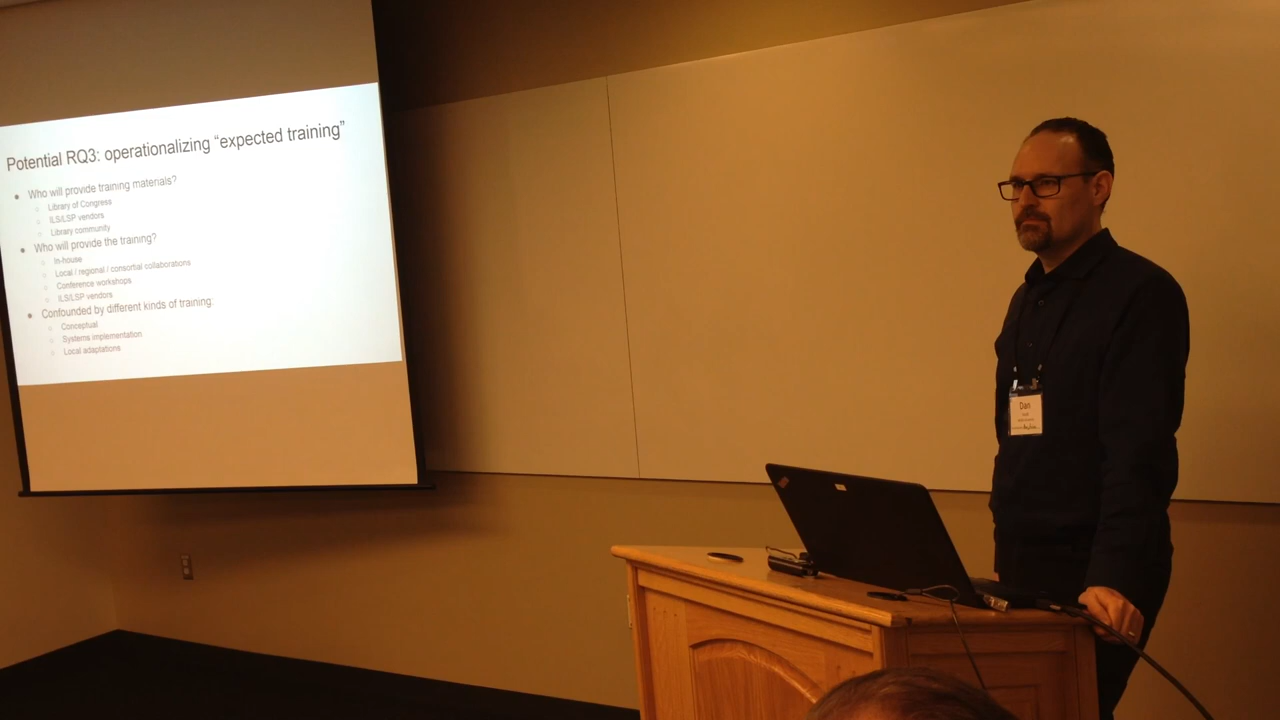 Potential RQ3: operationalizing “expected training”
● Who will provide training materials?
○ Library of Congress
○ ILS/LSP vendors
○ Library community
● Who will provide the training?
○ In-house
○ Local / regional / consortial collaborations
○ Conference workshops
○ ILS/LSP vendors
● Confounded by different kinds of training:
○ Conceptual
○ Systems implementation
○ Local adaptations
Dan